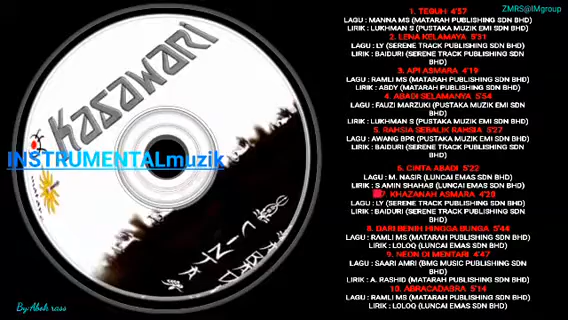 ZMRS@IMgroup
1. TEGUH 4'57
LAGU : MANNA MS (MATARAH PUBLISHING SDN BHD)
LIRIK : LUKHMAN S (PUSTAKA MUZIK EMI SDN BHD)
2. LENA KELAMAYA 5'31
LAGU : LY (SERENE TRACK PUBLISHING SDN BHD)
LIRIK : BAIDURI (SERENE TRACK PUBLISHING SDN
BHD)
3. API ASMARA 4'19
LAGU : RAMLI MS (MATARAH PUBLISHING SDN BHD)
LIRIK : ABDY (MATARAH PUBLISHING SDN BHD)
4. ABADI SELAMANYA 5'54
LAGU : FAUZI MARZUKI (PUSTAKA MUZIK EMI SDN
BHD)
LIRIK : LUKHMAN S (PUSTAKA MUZIK EMI SDN BHD)
5. RAHSIA SEBALIK RAHSIA 5'27
LAGU : AWANG BPR (PUSTAKA MUZIK EMI SDN BHD)
LIRIK : BAIDURI (SERENE TRACK PUBLISHING SDN
BHD)
6. CINTA ABADI 5'22
LAGU : M. NASIR (LUNCAI EMAS SDN BHD)
LIRIK : S AMIN SHAHAB (LUNCAI EMAS SDN BHD)
7. KHAZANAH ASMARA 4'20
LAGU : LY (SERENE TRACK PUBLISHING SDN BHD)
LIRIK : BAIDURI (SERENE TRACK PUBLISHING SDN
BHD)
8. DARI BENIH HINGGA BUNGA 5'44
LAGU : RAMLI MS (MATARAH PUBLISHING SDN BHD)
LIRIK : LOLOQ (LUNCAI EMAS SDN BHD)
9. NEON DI MENTARI 4'47
LAGU : SAARI AMRI (BMG MUSIC PUBLISHING SDN
BHD)
LIRIK : A. RASHID (MATARAH PUBLISHING SDN BHD)
10. ABRACADABRA 5'14
LAGU : RAMLI MS (MATARAH PUBLISHING SDN BHD)
LIRIK : LOLOQ (LUNCAI EMAS SDN BHD)
Kasawari
INSTRUMENTALmuzik
By:Aboh rass